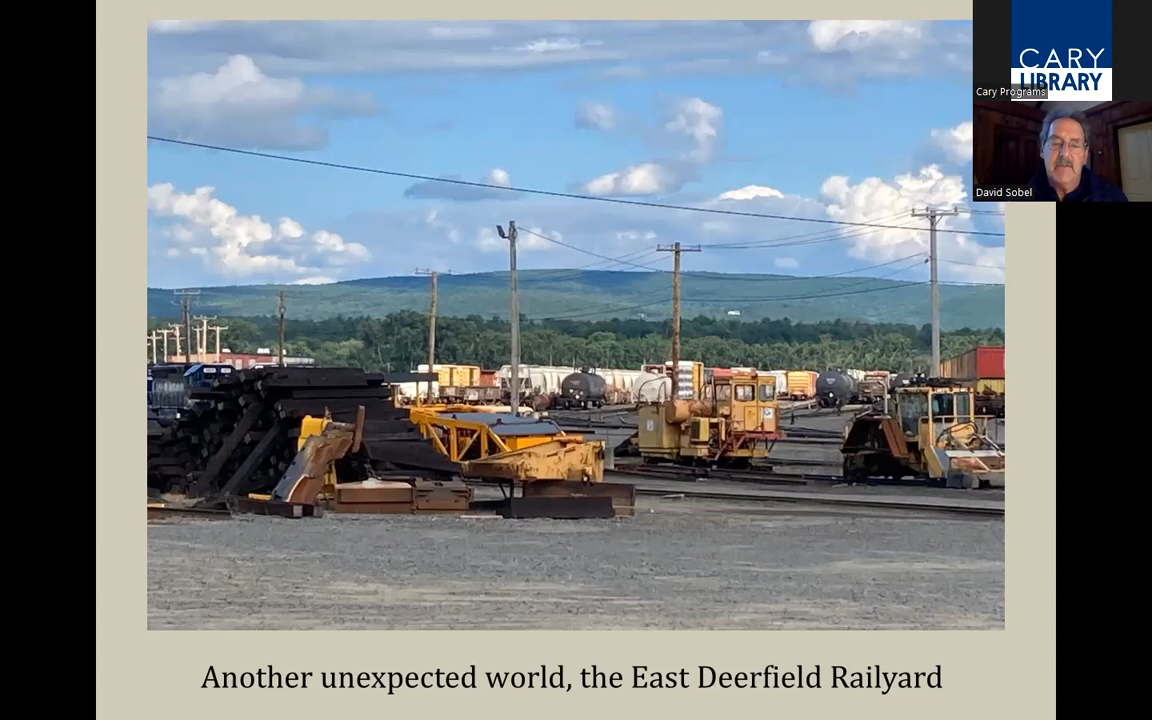 CARY
LIBRARY
Cary Programs
David Sobel
Another unexpected world, the East Deerfield Railyard